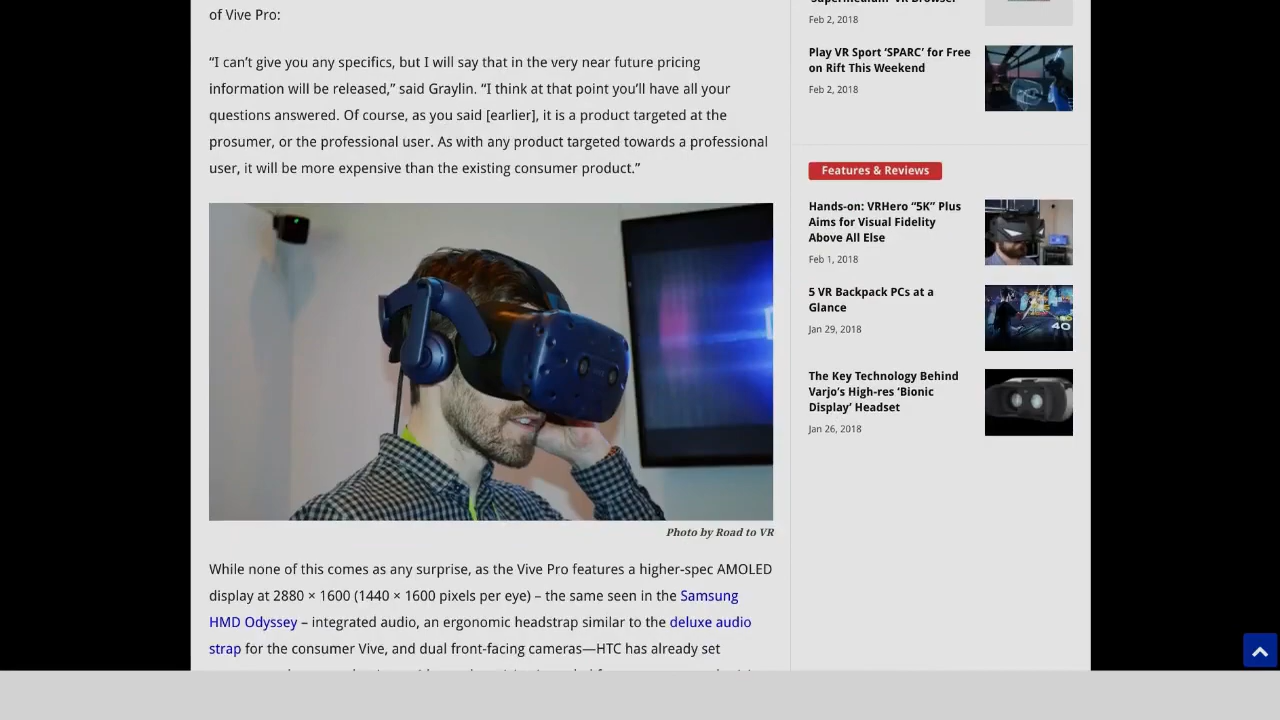 of Vive Pro:
“I can’t give you any specifics, but I will say that in the very near future pricing
information will be released,” said Graylin. “I think at that point you’ll have all your
questions answered. Of course, as you said [earlier], it is a product targeted at the
prosumer, or the professional user. As with any product targeted towards a professional
user, it will be more expensive than the existing consumer product.”
Photo by Road to VR
While none of this comes as any surprise, as the Vive Pro features a higher-spec AMOLED
display at 2880 × 1600 (1440 × 1600 pixels per eye) – the same seen in the Samsung
HMD Odyssey – integrated audio, an ergonomic headstrap similar to the deluxe audio
strap for the consumer Vive, and dual front-facing cameras—HTC has already set
Feb 2, 2018
Play VR Sport ‘SPARC’ for Free
on Rift This Weekend
Feb 2, 2018
Features & Reviews
Hands-on: VRHero “5K” Plus
Aims for Visual Fidelity
Above All Else
Feb 1, 2018
5 VR Backpack PCs at a
Glance
Jan 29, 2018
40
The Key Technology Behind
Varjo’s High-res ‘Bionic
Display’ Headset
Jan 26, 2018